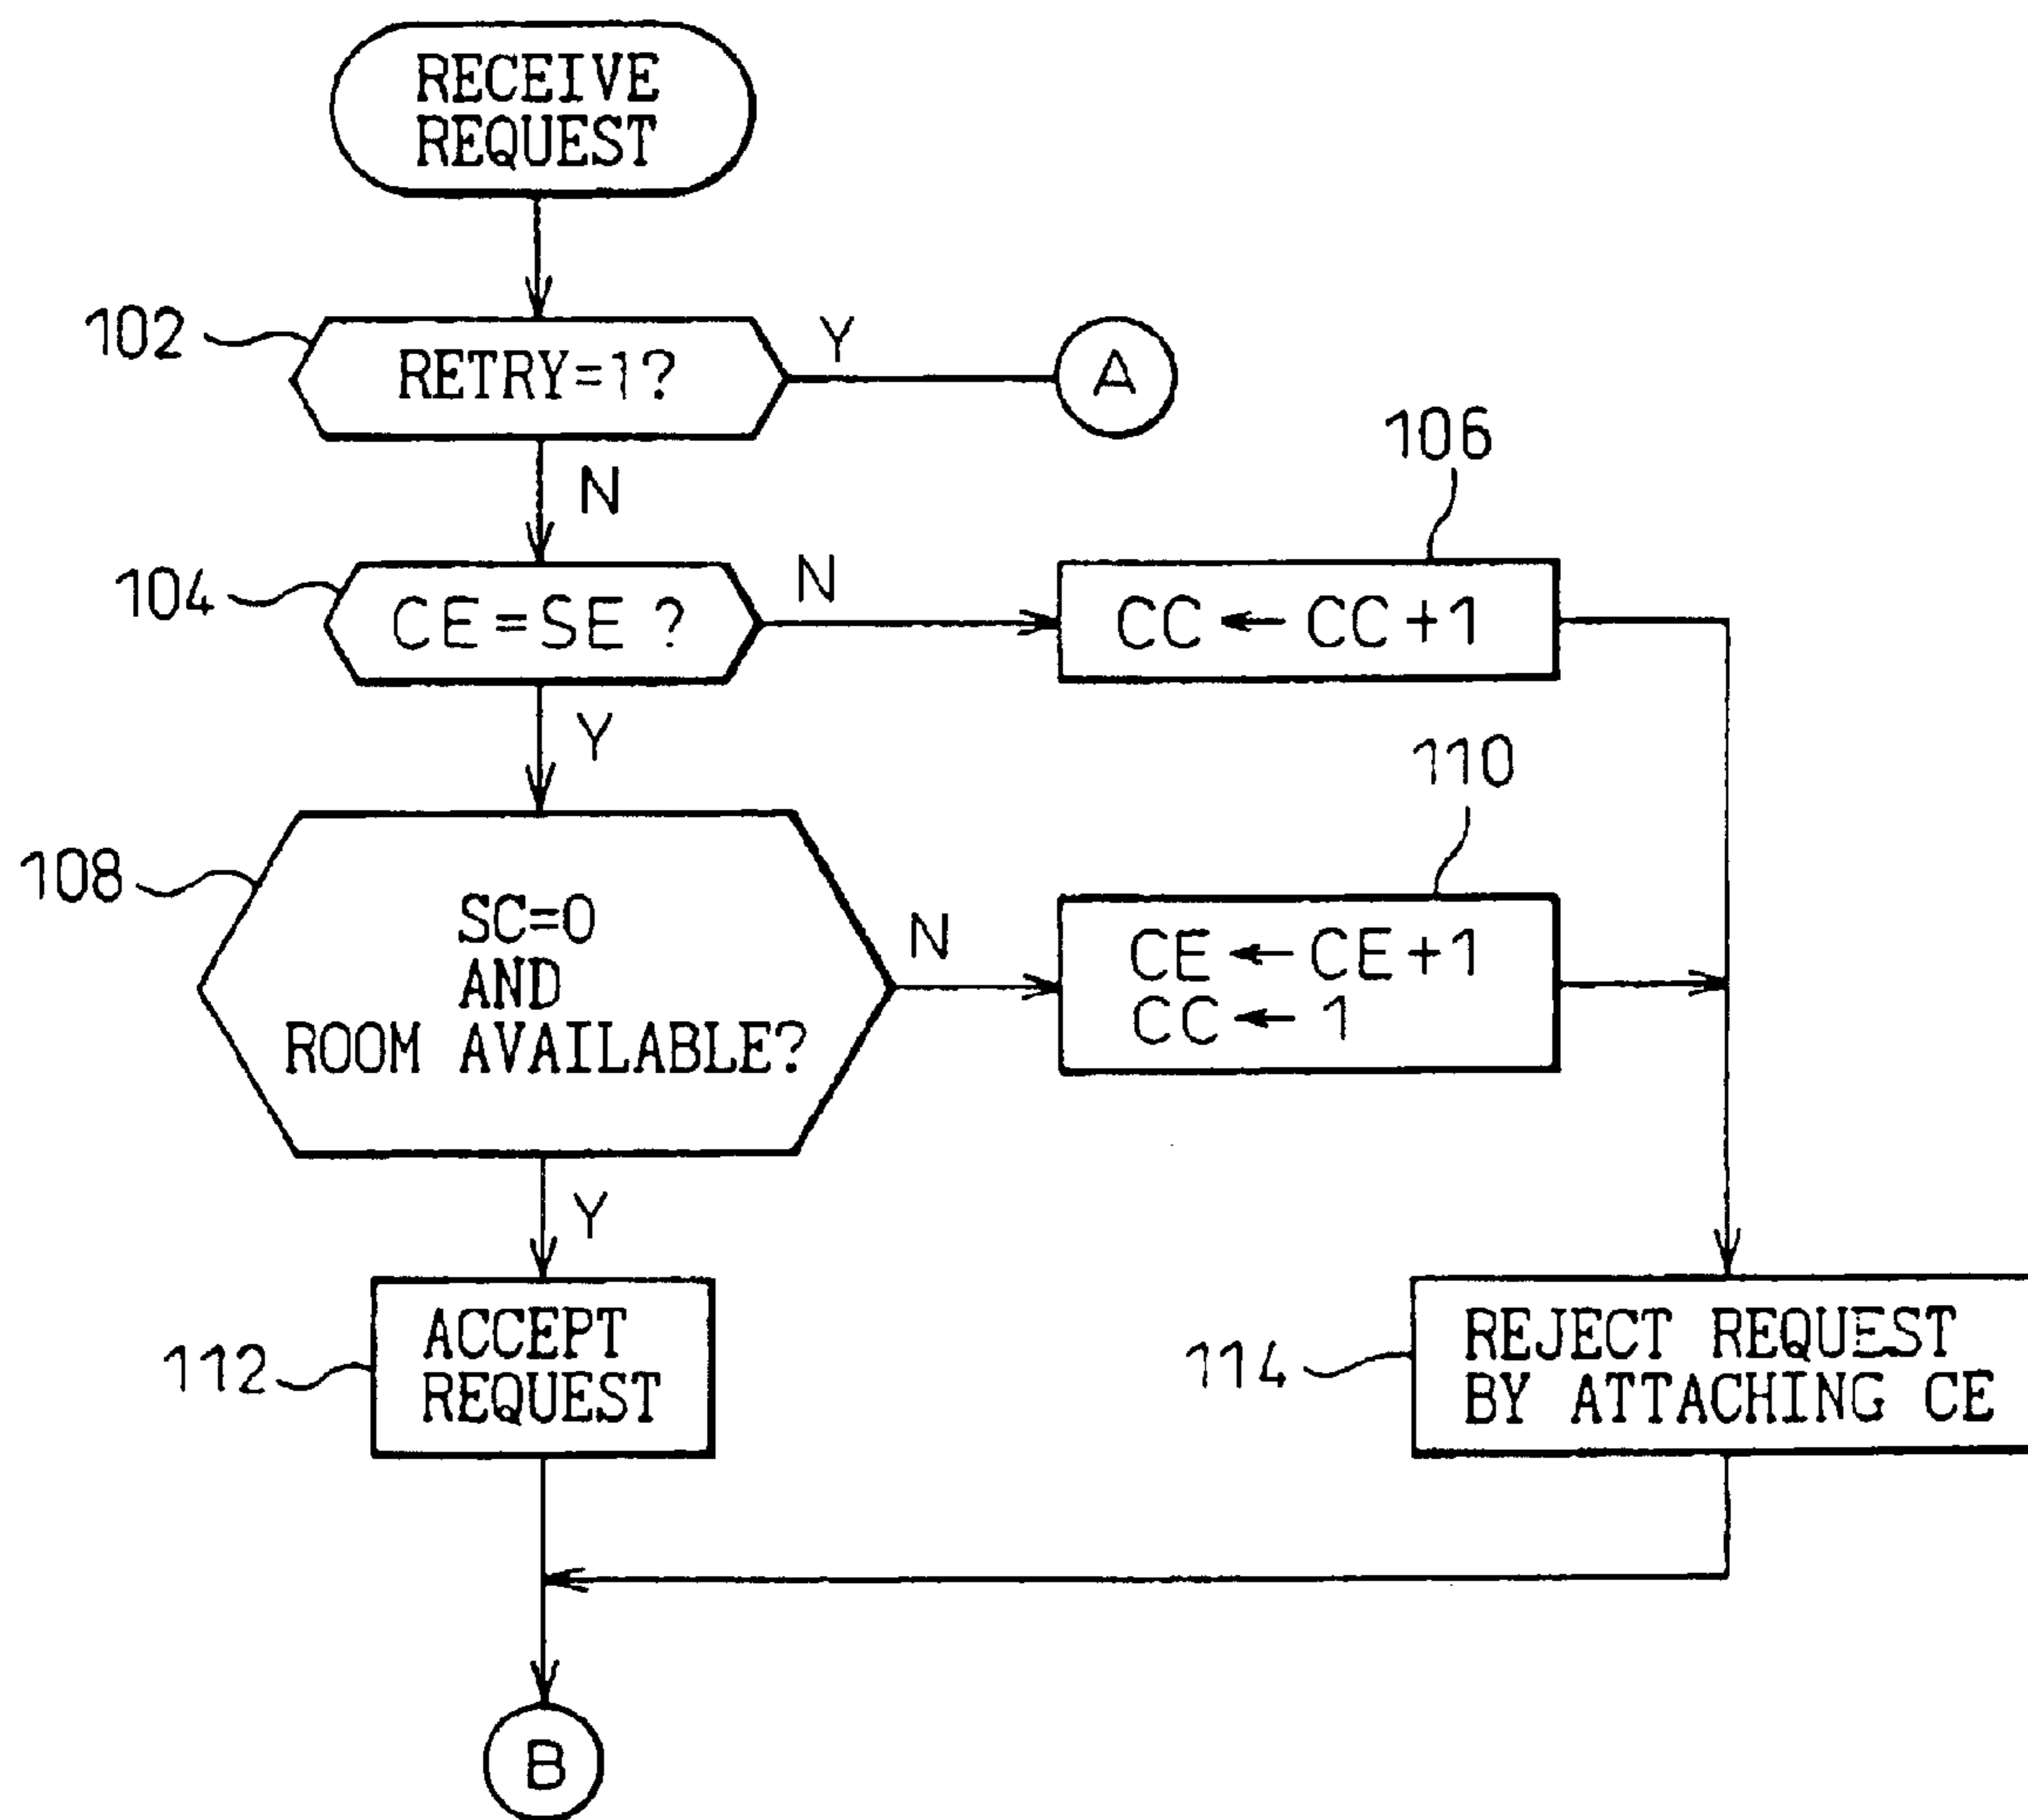 RECEIVE
REQUEST
102
RETRY=1?
Y
A
N
106
104
CE=SE ?
N
CC ← CC+1
Y
110
108
SC=0
AND
ROOM AVAILABLE?
N
CE ← CE+1
CC ← 1
Y
112
ACCEPT
REQUEST
114
REJECT REQUEST
BY ATTACHING CE
B